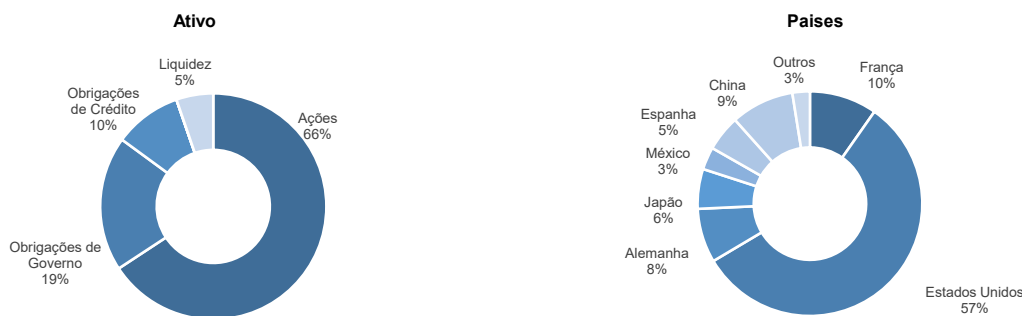 Ativo
Liquidez
5%
Obrigações
de Crédito
10%
Ações
66%
Obrigações de
Governo
19%
Paises
Outros
3%
França
10%
China
9%
Espanha
5%
México
3%
Japão
6%
Alemanha
8%
Estados Unidos
57%